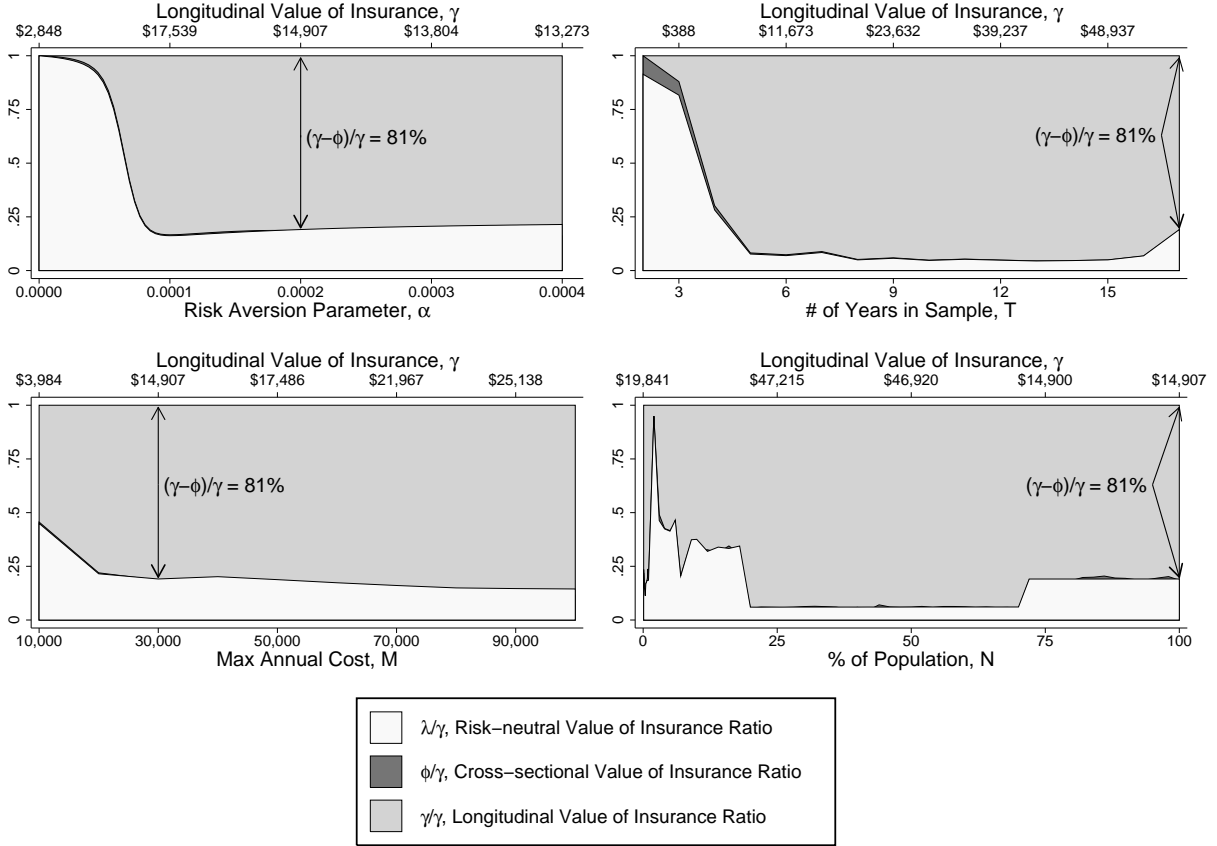 Longitudinal Value of Insurance, γ
$2,848 $17,539 $14,907 $13,804 $13,273
1
.75
.5
.25
0
(γ−ϕ)/γ = 81%
0.0000 0.0001 0.0002 0.0003 0.0004
Risk Aversion Parameter, α
Longitudinal Value of Insurance, γ
$388 $11,673 $23,632 $39,237 $48,937
1
.75
.5
.25
0
(γ−ϕ)/γ = 81%
3 6 9 12 15
# of Years in Sample, T
Longitudinal Value of Insurance, γ
$3,984 $14,907 $17,486 $21,967 $25,138
1
.75
.5
.25
0
(γ−ϕ)/γ = 81%
10,000 30,000 50,000 70,000 90,000
Max Annual Cost, M
Longitudinal Value of Insurance, γ
$19,841 $47,215 $46,920 $14,900 $14,907
1
.75
.5
.25
0
(γ−ϕ)/γ = 81%
0 25 50 75 100
% of Population, N
λ/γ, Risk−neutral Value of Insurance Ratio
ϕ/γ, Cross−sectional Value of Insurance Ratio
γ/γ, Longitudinal Value of Insurance Ratio